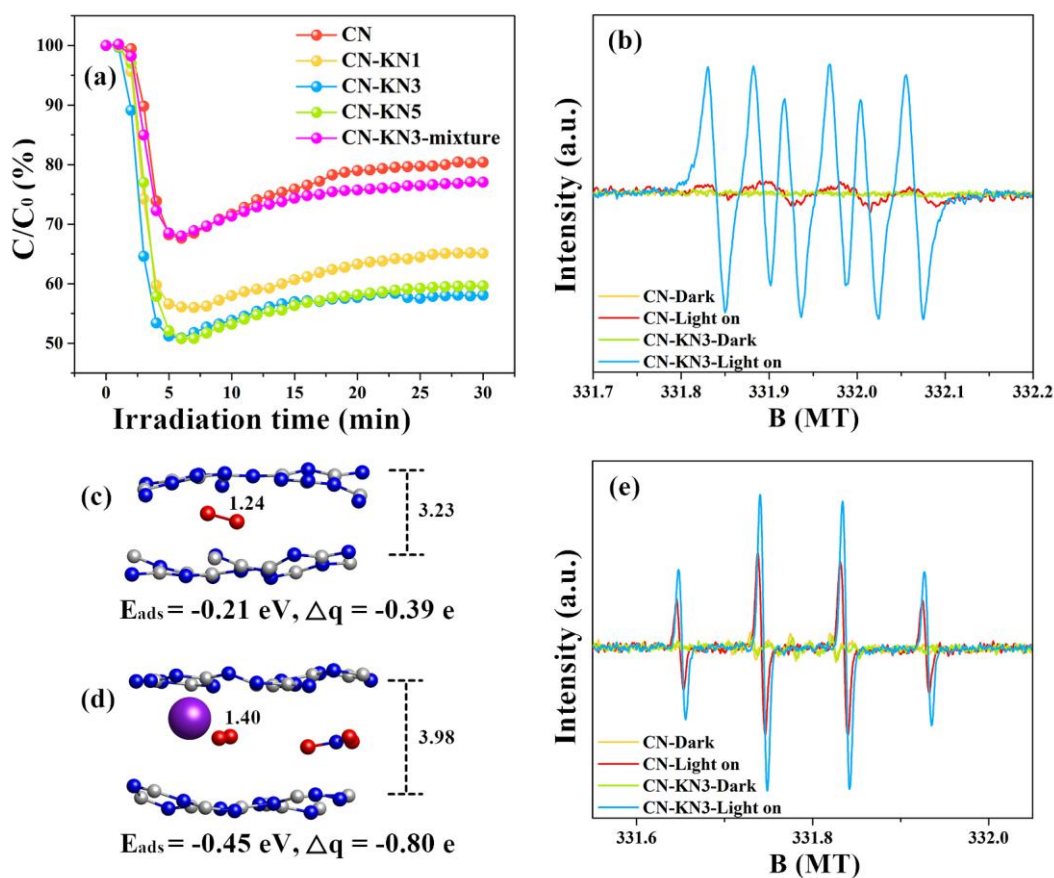 (a)
CN
CN-KN1
CN-KN3
CN-KN5
CN-KN3-mixture
100
90
80
70
60
50
C/C₀ (%)
0 5 10 15 20 25 30
Irradiation time (min)
(b)
Intensity (a.u.)
CN-Dark
CN-Light on
CN-KN3-Dark
CN-KN3-Light on
331.7 331.8 331.9 332.0 332.1 332.2
B (MT)
(c)
1.24
3.23
Eads = -0.21 eV, △q = -0.39 e
(d)
1.40
3.98
Eads = -0.45 eV, △q = -0.80 e
(e)
Intensity (a.u.)
CN-Dark
CN-Light on
CN-KN3-Dark
CN-KN3-Light on
331.6 331.8 332.0
B (MT)